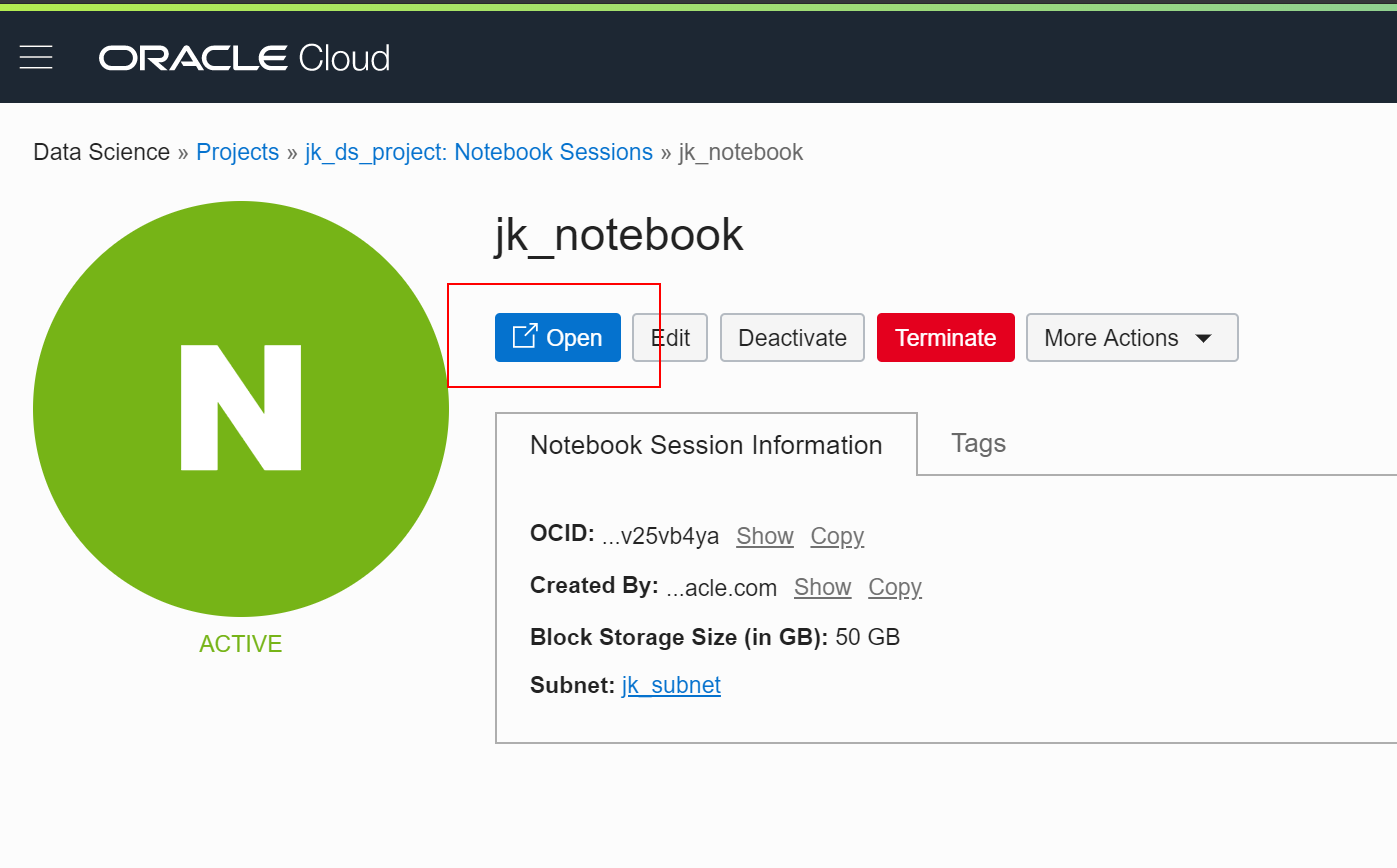 ORACLE Cloud
Data Science » Projects » jk_ds_project: Notebook Sessions » jk_notebook
N
ACTIVE
jk_notebook
Open Edit Deactivate Terminate More Actions
Notebook Session Information Tags
OCID: ...v25vb4ya Show Copy
Created By: ...acle.com Show Copy
Block Storage Size (in GB): 50 GB
Subnet: jk_subnet